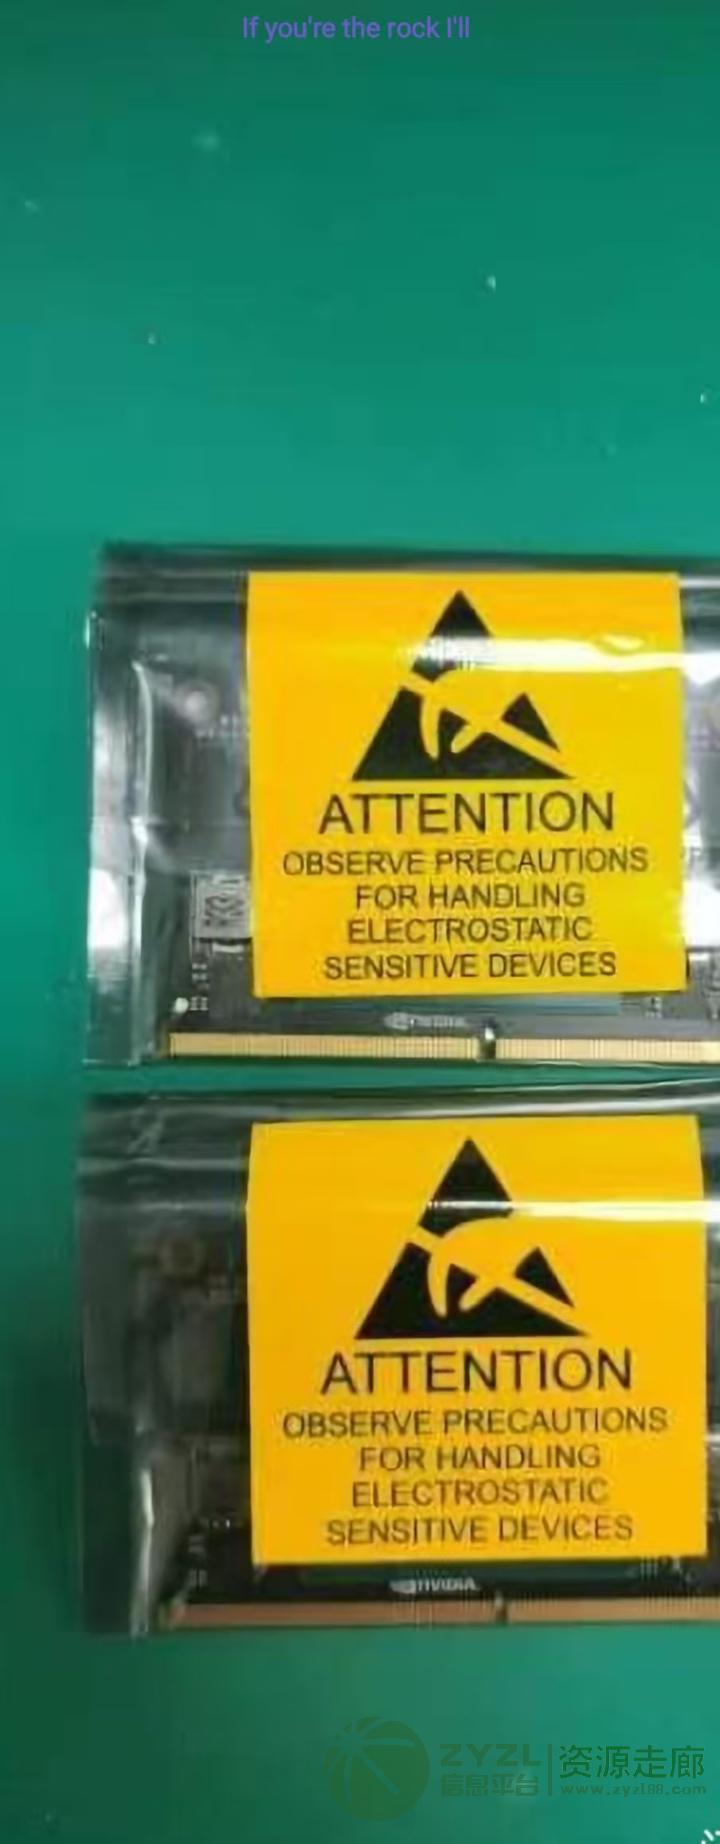 If you're the rock I'll
ATTENTION
OBSERVE PRECAUTIONS
FOR HANDLING
ELECTROSTATIC
SENSITIVE DEVICES
NVIDIA
ATTENTION
OBSERVE PRECAUTIONS
FOR HANDLING
ELECTROSTATIC
SENSITIVE DEVICES
NVIDIA
ZYZL
信息平台
资源走廊
www.zyzl88.com